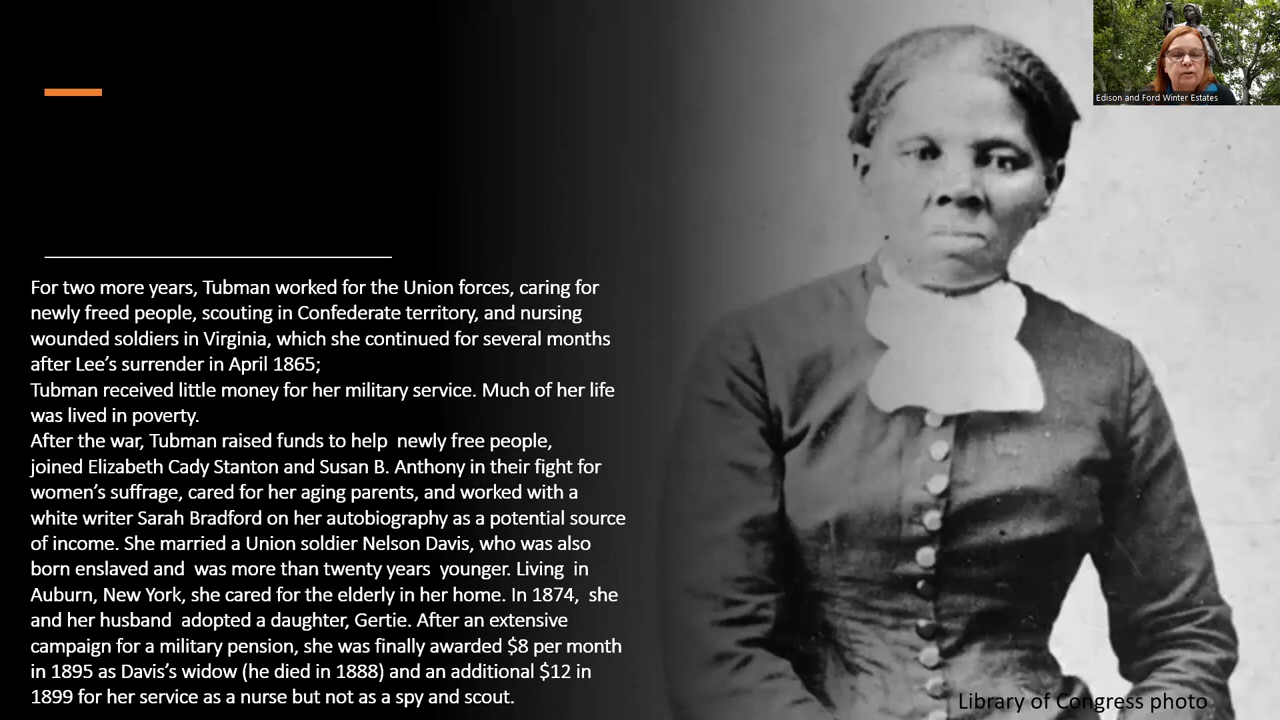 Edison and Ford Winter Estates
For two more years, Tubman worked for the Union forces, caring for
newly freed people, scouting in Confederate territory, and nursing
wounded soldiers in Virginia, which she continued for several months
after Lee’s surrender in April 1865;
Tubman received little money for her military service. Much of her life
was lived in poverty.
After the war, Tubman raised funds to help  newly free people,
joined Elizabeth Cady Stanton and Susan B. Anthony in their fight for
women’s suffrage, cared for her aging parents, and worked with a
white writer Sarah Bradford on her autobiography as a potential source
of income. She married a Union soldier Nelson Davis, who was also
born enslaved and  was more than twenty years  younger. Living  in
Auburn, New York, she cared for the elderly in her home. In 1874,  she
and her husband  adopted a daughter, Gertie. After an extensive
campaign for a military pension, she was finally awarded $8 per month
in 1895 as Davis’s widow (he died in 1888) and an additional $12 in
1899 for her service as a nurse but not as a spy and scout.
Library of Congress photo